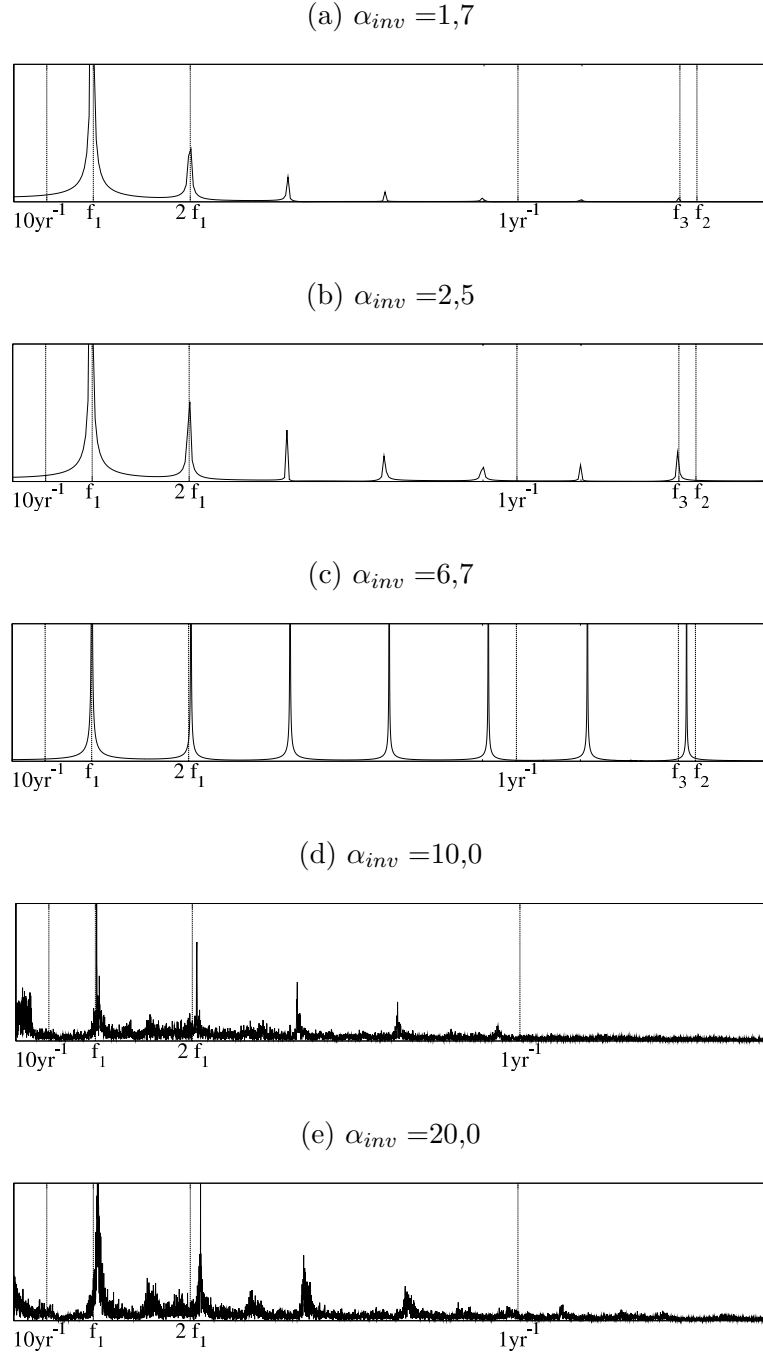 (a) α_inv =1,7
10yr^-1 f_1 2 f_1 1yr^-1 f_3 f_2
(b) α_inv =2,5
10yr^-1 f_1 2 f_1 1yr^-1 f_3 f_2
(c) α_inv =6,7
10yr^-1 f_1 2 f_1 1yr^-1 f_3 f_2
(d) α_inv =10,0
10yr^-1 f_1 2 f_1 1yr^-1
(e) α_inv =20,0
10yr^-1 f_1 2 f_1 1yr^-1